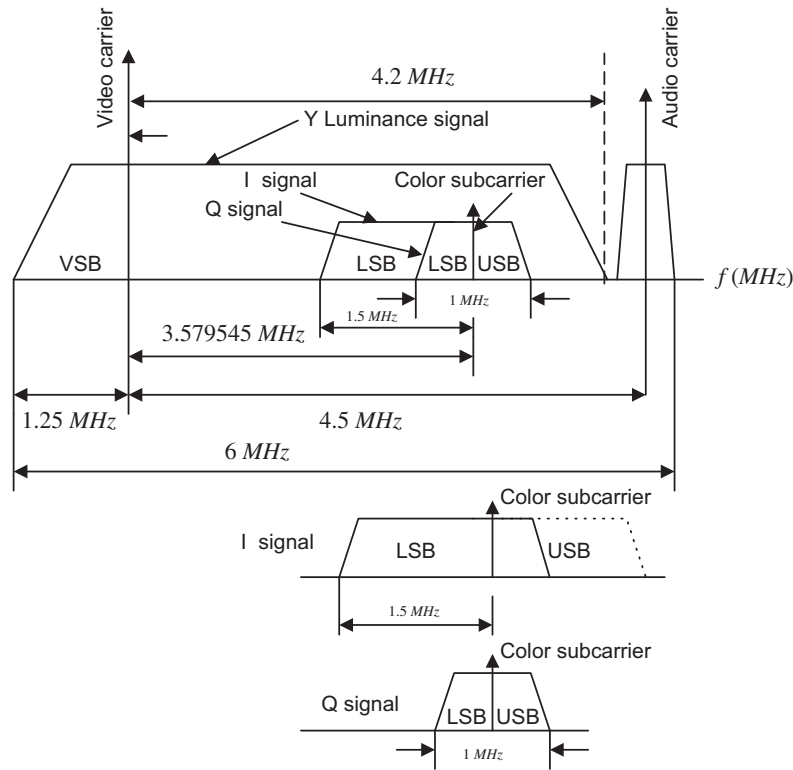 Video carrier
Audio carrier
4.2 MHz
Y Luminance signal
I signal
Color subcarrier
Q signal
VSB
LSB
LSB
USB
f (MHz)
1 MHz
1.5 MHz
3.579545 MHz
1.25 MHz
4.5 MHz
6 MHz
Color subcarrier
I signal
LSB
USB
1.5 MHz
Color subcarrier
Q signal
LSB
USB
1 MHz